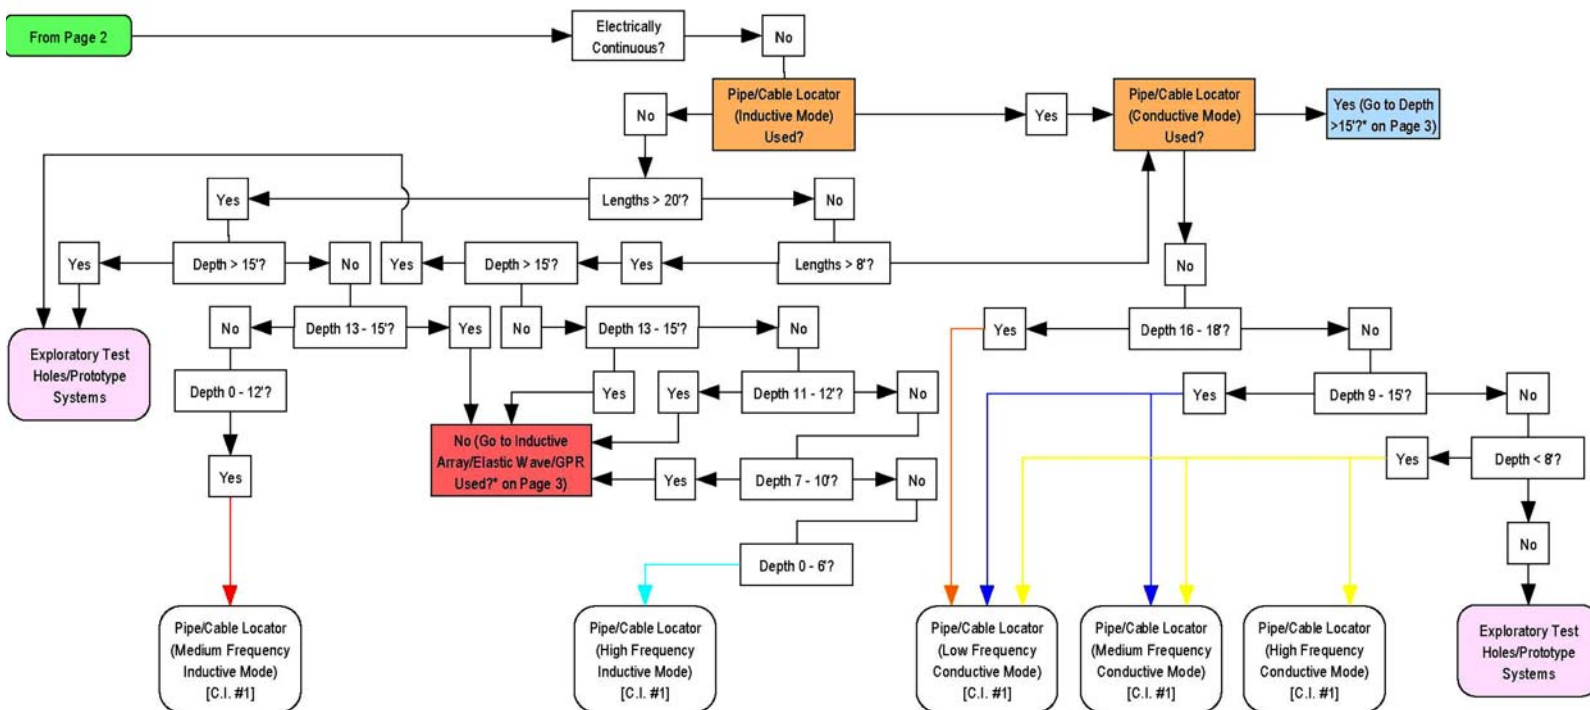 From Page 2
Electrically
Continuous?
No
Pipe/Cable Locator
(Inductive Mode)
Used?
No
Yes
Pipe/Cable Locator
(Conductive Mode)
Used?
Yes (Go to Depth
>15'?* on Page 3)
Yes
Lengths > 20'?
No
Yes
Depth > 15'?
No
Yes
Depth > 15'?
Yes
Lengths > 8'?
No
Exploratory Test
Holes/Prototype
Systems
No
Depth 13 - 15'?
Yes
No
Depth 13 - 15'?
No
Yes
Depth 16 - 18'?
No
Depth 0 - 12'?
Yes
Yes
Depth 11 - 12'?
No
Yes
Depth 9 - 15'?
No
No (Go to Inductive
Array/Elastic Wave/GPR
Used?* on Page 3)
Yes
Yes
Depth 7 - 10'?
No
Yes
Depth < 8'?
No
Depth 0 - 6'?
Pipe/Cable Locator
(Medium Frequency
Inductive Mode)
[C.I. #1]
Pipe/Cable Locator
(High Frequency
Inductive Mode)
[C.I. #1]
Pipe/Cable Locator
(Low Frequency
Conductive Mode)
[C.I. #1]
Pipe/Cable Locator
(Medium Frequency
Conductive Mode)
[C.I. #1]
Pipe/Cable Locator
(High Frequency
Conductive Mode)
[C.I. #1]
Exploratory Test
Holes/Prototype
Systems